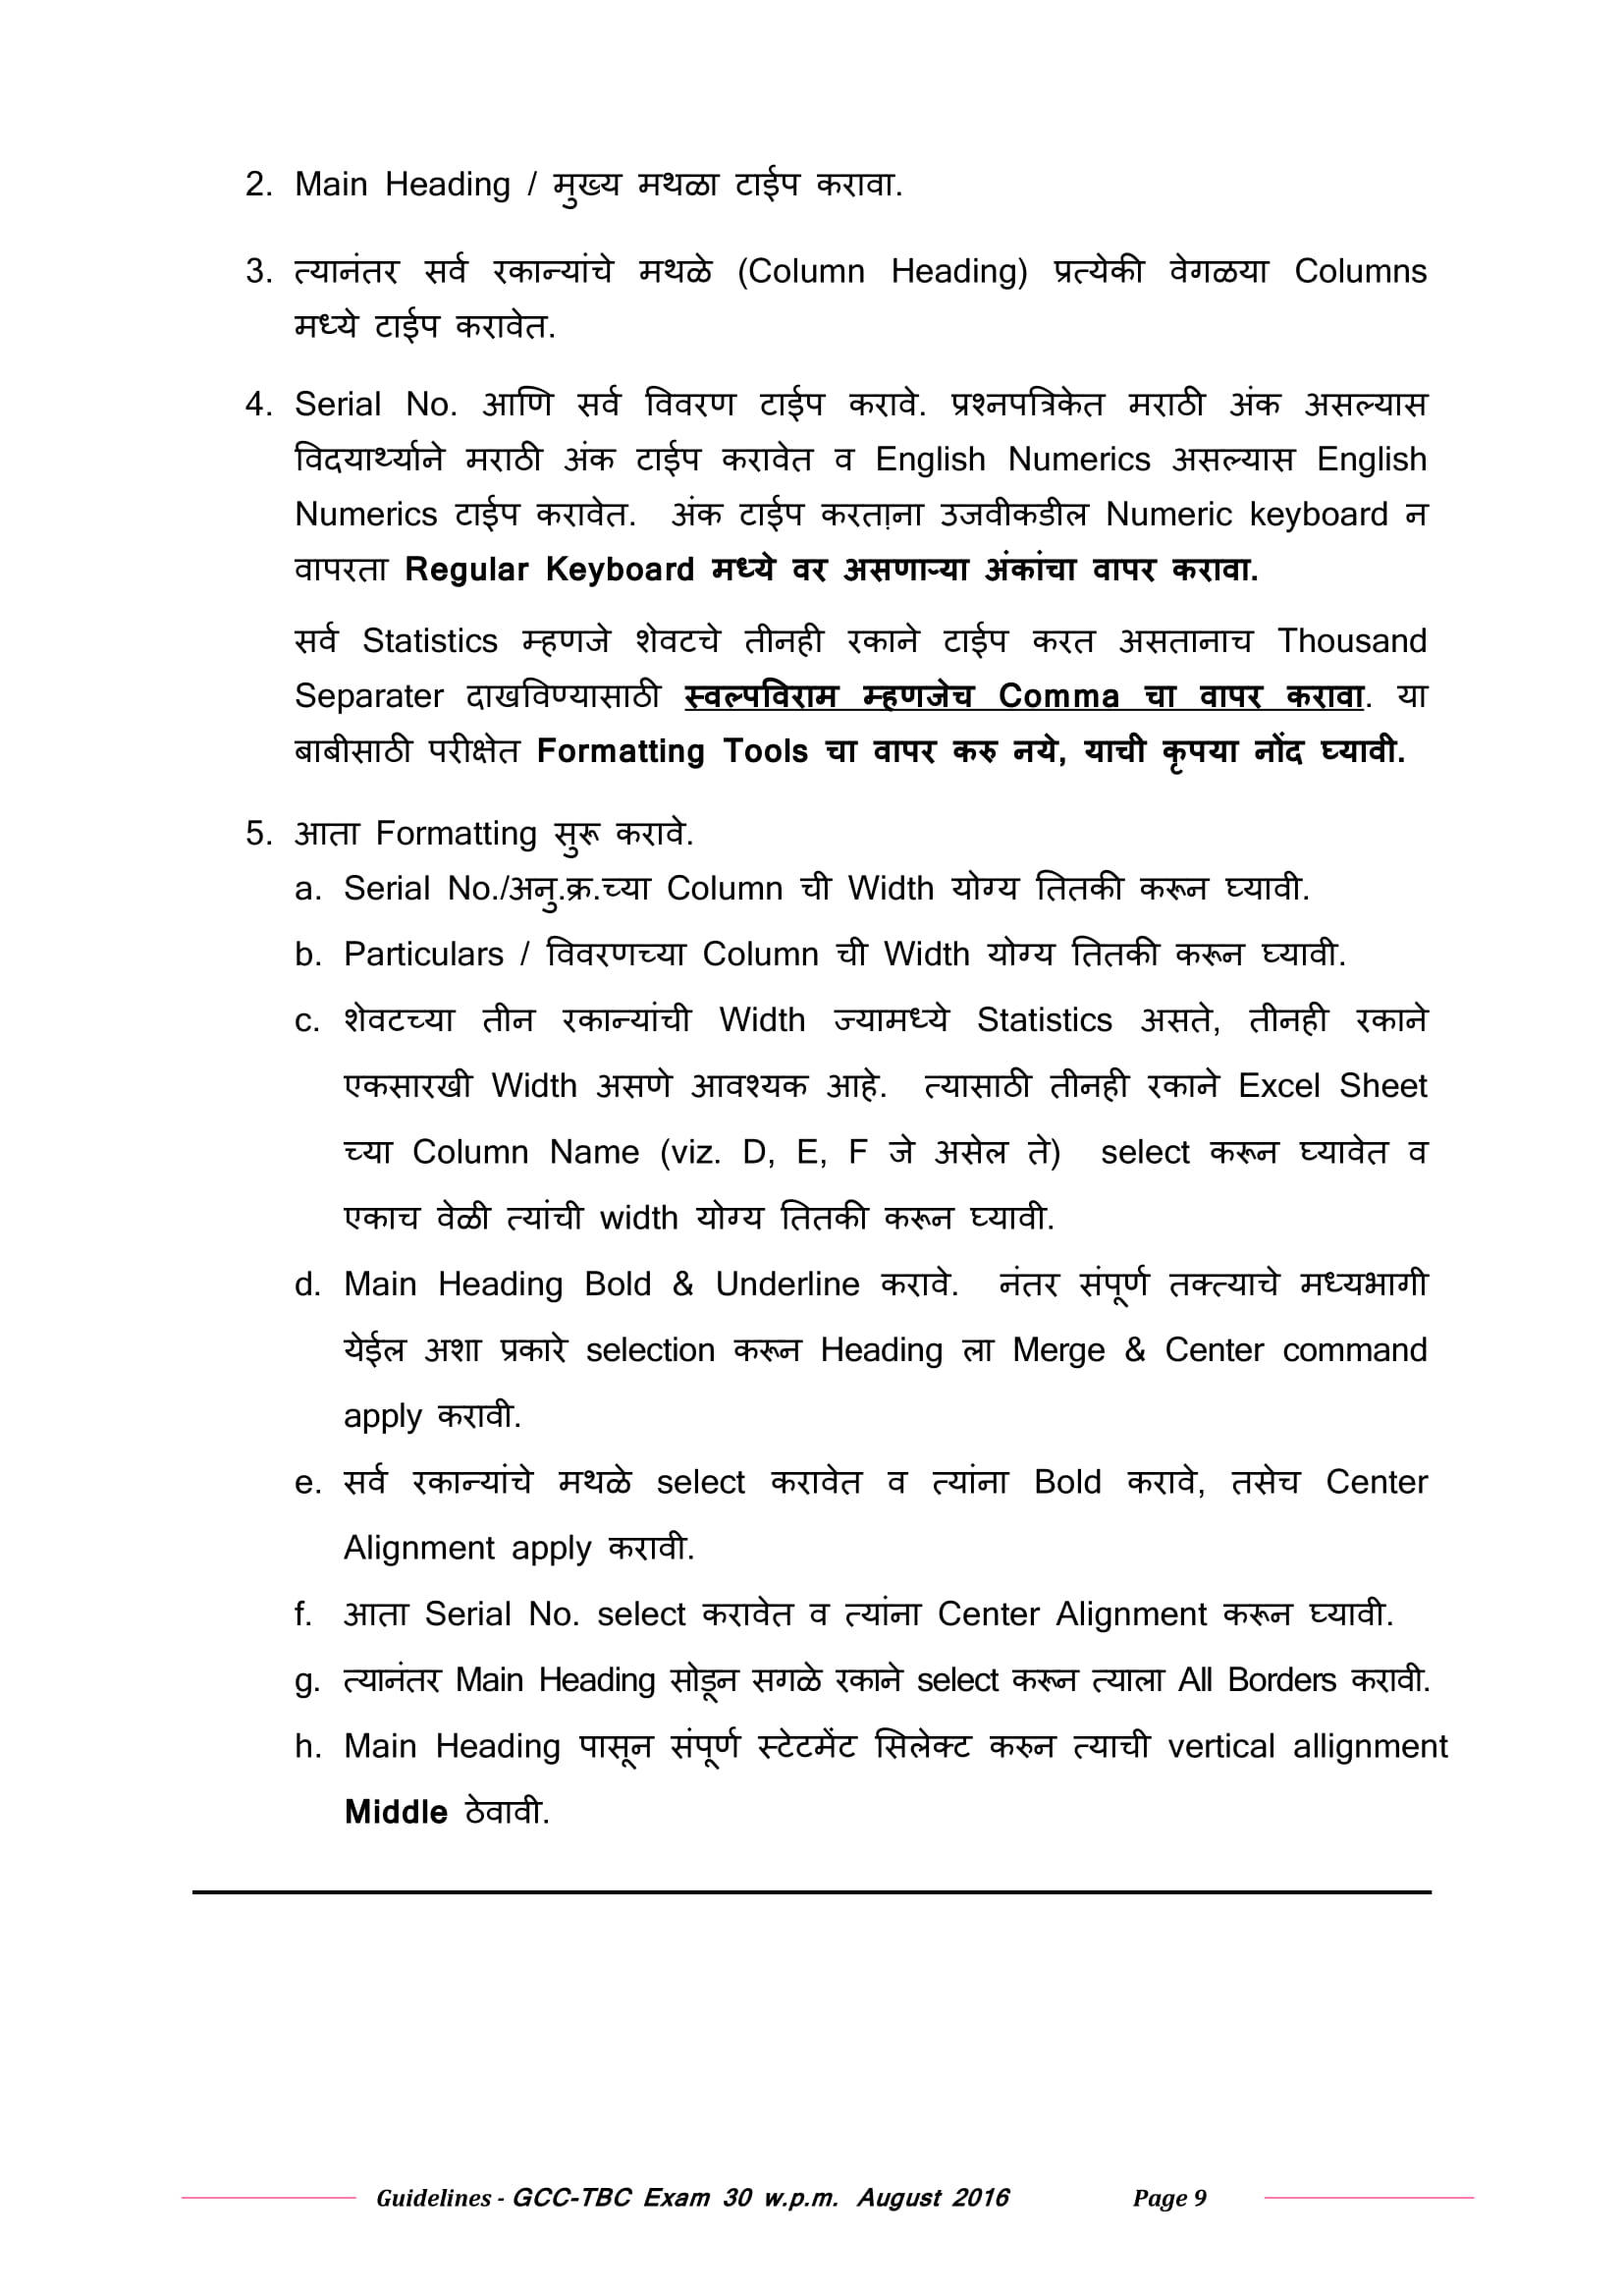 2. Main Heading / मुख्य मथळा टाईप करावा.
3. त्यानंतर सर्व रकान्यांचे मथळे (Column Heading) प्रत्येकी वेगळया Columns
मध्ये टाईप करावेत.
4. Serial No. आणि सर्व विवरण टाईप करावे. प्रश्नपत्रिकेत मराठी अंक असल्यास
विदयार्थ्याने मराठी अंक टाईप करावेत व English Numerics असल्यास English
Numerics टाईप करावेत. अंक टाईप करता़ना उजवीकडील Numeric keyboard न
वापरता Regular Keyboard मध्ये वर असणाऱ्या अंकांचा वापर करावा.
सर्व Statistics म्हणजे शेवटचे तीनही रकाने टाईप करत असतानाच Thousand
Separater दाखविण्यासाठी स्वल्पविराम म्हणजेच Comma चा वापर करावा. या
बाबीसाठी परीक्षेत Formatting Tools चा वापर करु नये, याची कृपया नोंद घ्यावी.
5. आता Formatting सुरू करावे.
a. Serial No./अनु.क्र.च्या Column ची Width योग्य तितकी करून घ्यावी.
b. Particulars / विवरणच्या Column ची Width योग्य तितकी करून घ्यावी.
c. शेवटच्या तीन रकान्यांची Width ज्यामध्ये Statistics असते, तीनही रकाने
एकसारखी Width असणे आवश्यक आहे. त्यासाठी तीनही रकाने Excel Sheet
च्या Column Name (viz. D, E, F जे असेल ते) select करून घ्यावेत व
एकाच वेळी त्यांची width योग्य तितकी करून घ्यावी.
d. Main Heading Bold & Underline करावे. नंतर संपूर्ण तक्त्याचे मध्यभागी
येईल अशा प्रकारे selection करून Heading ला Merge & Center command
apply करावी.
e. सर्व रकान्यांचे मथळे select करावेत व त्यांना Bold करावे, तसेच Center
Alignment apply करावी.
f. आता Serial No. select करावेत व त्यांना Center Alignment करून घ्यावी.
g. त्यानंतर Main Heading सोडून सगळे रकाने select करून त्याला All Borders करावी.
h. Main Heading पासून संपूर्ण स्टेटमेंट सिलेक्ट करुन त्याची vertical allignment
Middle ठेवावी.
Guidelines - GCC-TBC Exam 30 w.p.m. August 2016 Page 9